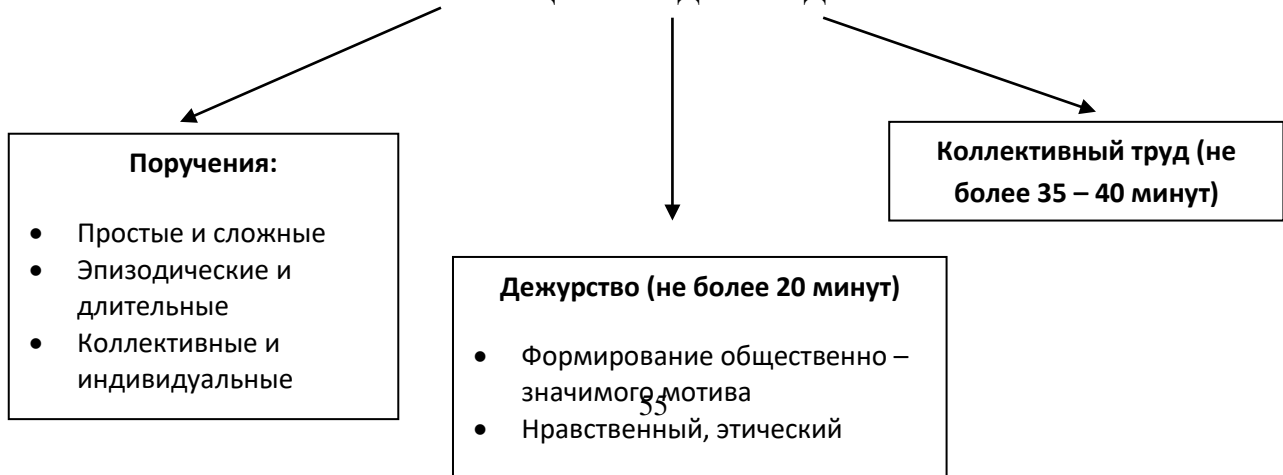 Поручения:
• Простые и сложные
• Эпизодические и
длительные
• Коллективные и
индивидуальные
Дежурство (не более 20 минут)
• Формирование общественно –
значимого мотива
• Нравственный, этический
55
Коллективный труд (не
более 35 – 40 минут)